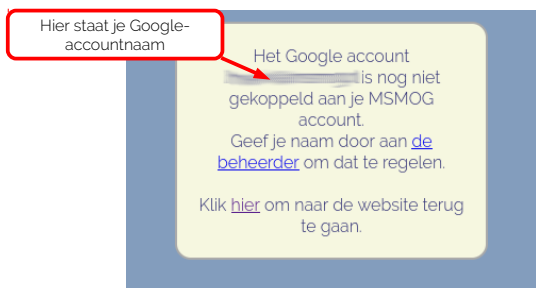 Hier staat je Google-
accountnaam
Het Google account
is nog niet
gekoppeld aan je MSMOG
account.
Geef je naam door aan de
beheerder om dat te regelen.
Klik hier om naar de website terug
te gaan.